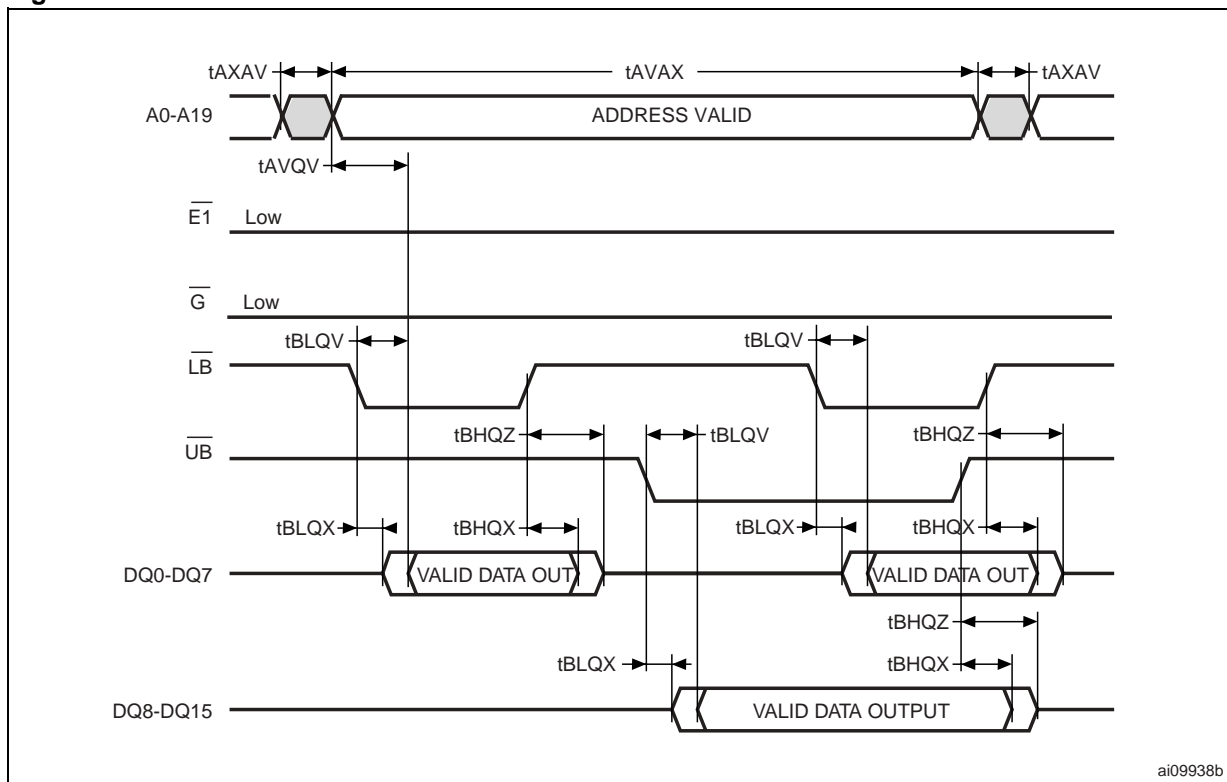 tAXAV
tAVAX
tAXAV
A0-A19
ADDRESS VALID
tAVQV
E1
Low
G
Low
tBLQV
tBLQV
LB
tBHQZ
tBLQV
tBHQZ
UB
tBLQX
tBHQX
tBLQX
tBHQX
DQ0-DQ7
VALID DATA OUT
VALID DATA OUT
tBHQZ
tBLQX
tBHQX
DQ8-DQ15
VALID DATA OUTPUT
ai09938b